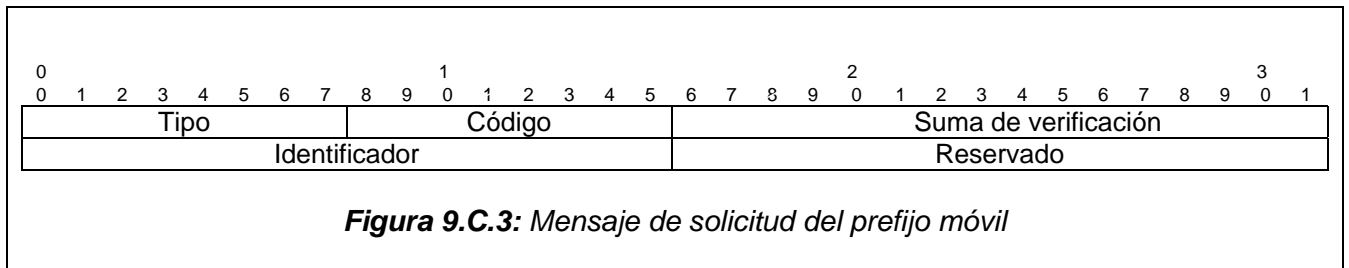 0 1 2 3
0 1 2 3 4 5 6 7 8 9 0 1 2 3 4 5 6 7 8 9 0 1 2 3 4 5 6 7 8 9 0 1
Tipo Código Suma de verificación
Identificador Reservado
Figura 9.C.3: Mensaje de solicitud del prefijo móvil